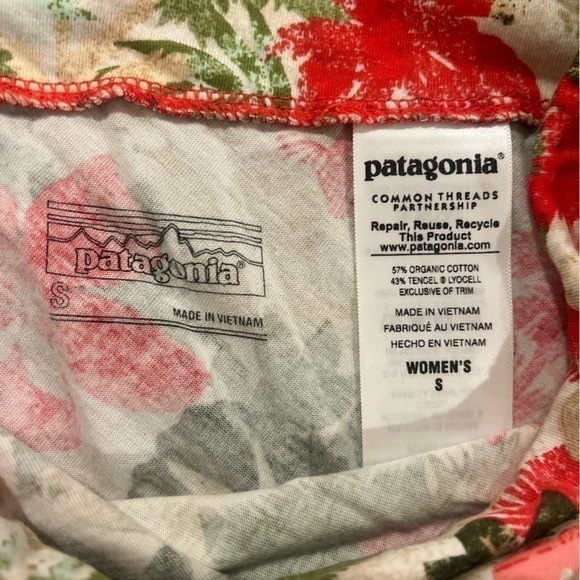 patagonia®
S
MADE IN VIETNAM
patagonia®
COMMON THREADS
PARTNERSHIP
Repair, Reuse, Recycle
This Product
www.patagonia.com
57% ORGANIC COTTON
43% TENCEL ® LYOCELL
EXCLUSIVE OF TRIM
MADE IN VIETNAM
FABRIQUÉ AU VIETNAM
HECHO EN VIETNAM
WOMEN'S
S